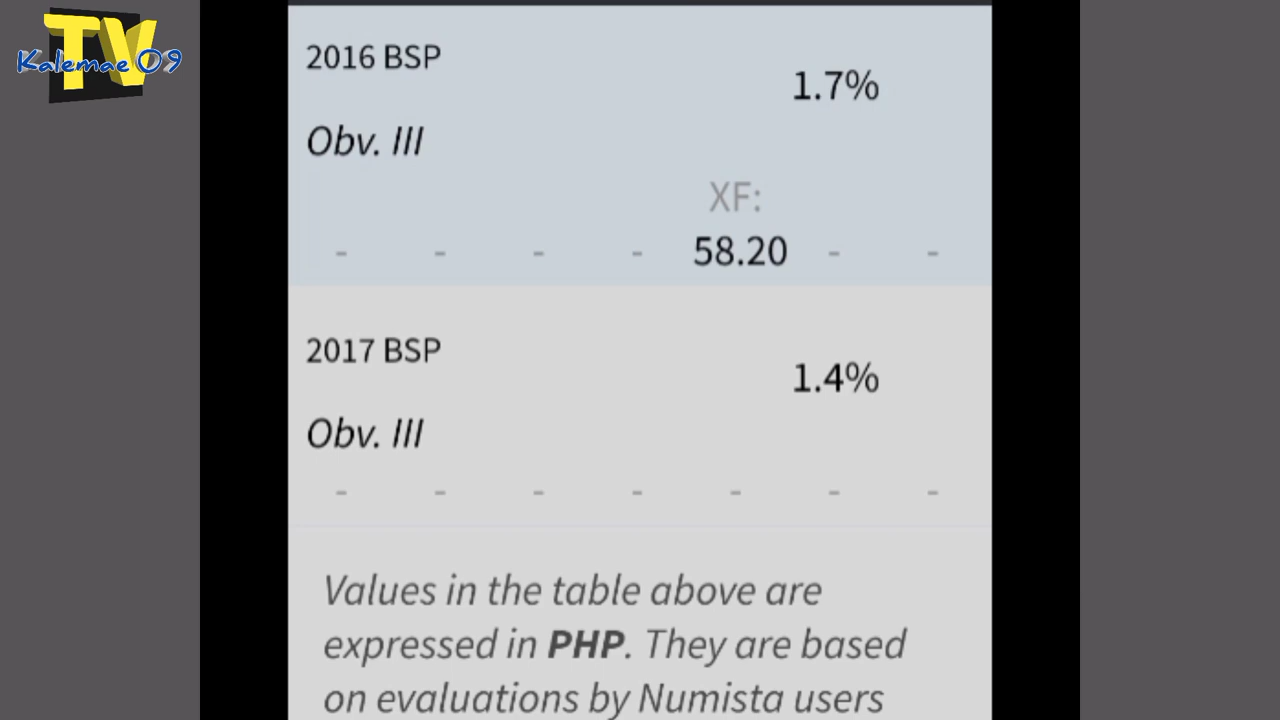 TV
Kalemae 09
2016 BSP
1.7%
Obv. III
XF:
- - - - 58.20 - -
2017 BSP
1.4%
Obv. III
- - - - - - -
Values in the table above are
expressed in PHP. They are based
on evaluations by Numista users